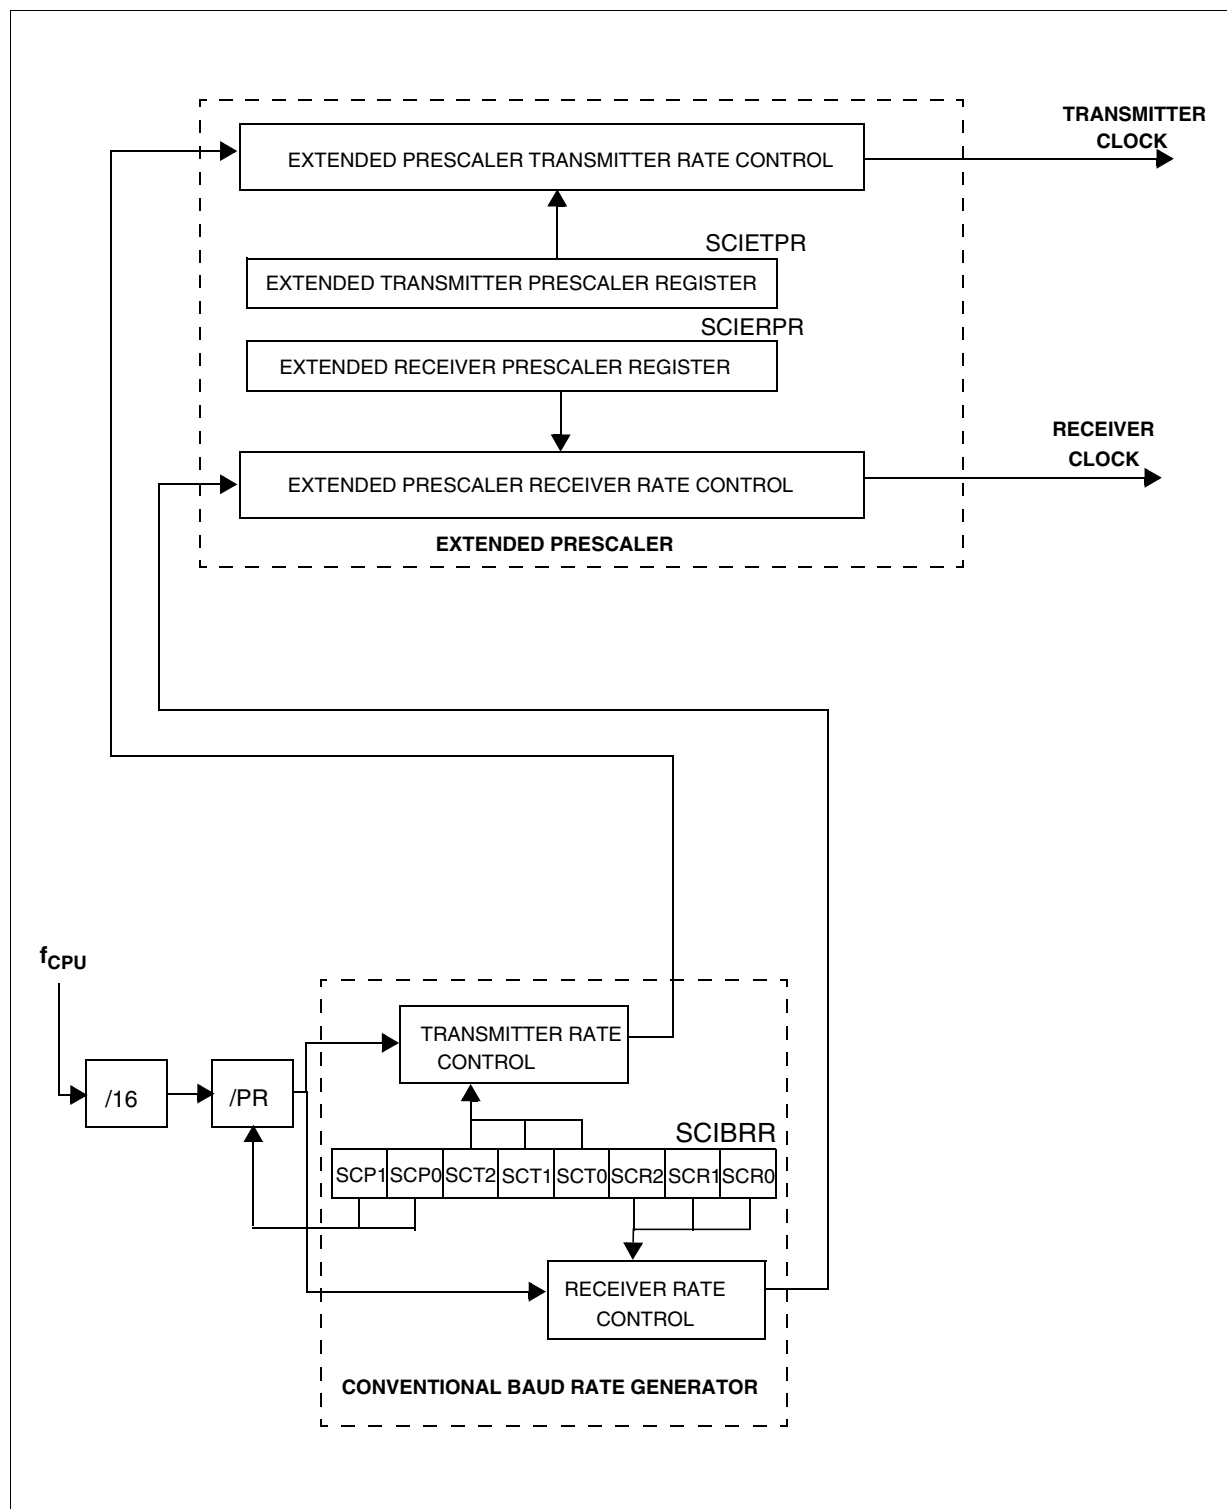 TRANSMITTER
CLOCK
EXTENDED PRESCALER TRANSMITTER RATE CONTROL
SCIETPR
EXTENDED TRANSMITTER PRESCALER REGISTER
SCIERPR
EXTENDED RECEIVER PRESCALER REGISTER
RECEIVER
CLOCK
EXTENDED PRESCALER RECEIVER RATE CONTROL
EXTENDED PRESCALER
fCPU
TRANSMITTER RATE
CONTROL
/16
/PR
SCIBRR
SCP1 SCP0 SCT2 SCT1 SCT0 SCR2 SCR1 SCR0
RECEIVER RATE
CONTROL
CONVENTIONAL BAUD RATE GENERATOR